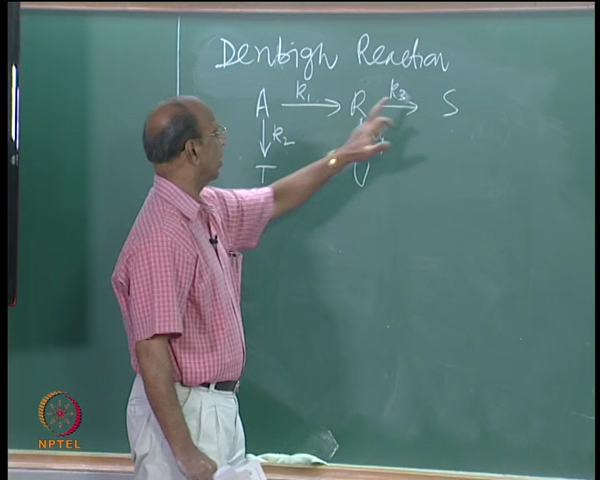 Denbigh Reaction
A k₁ → R k₃ → S
↓ k₂ ↓
T U
NPTEL